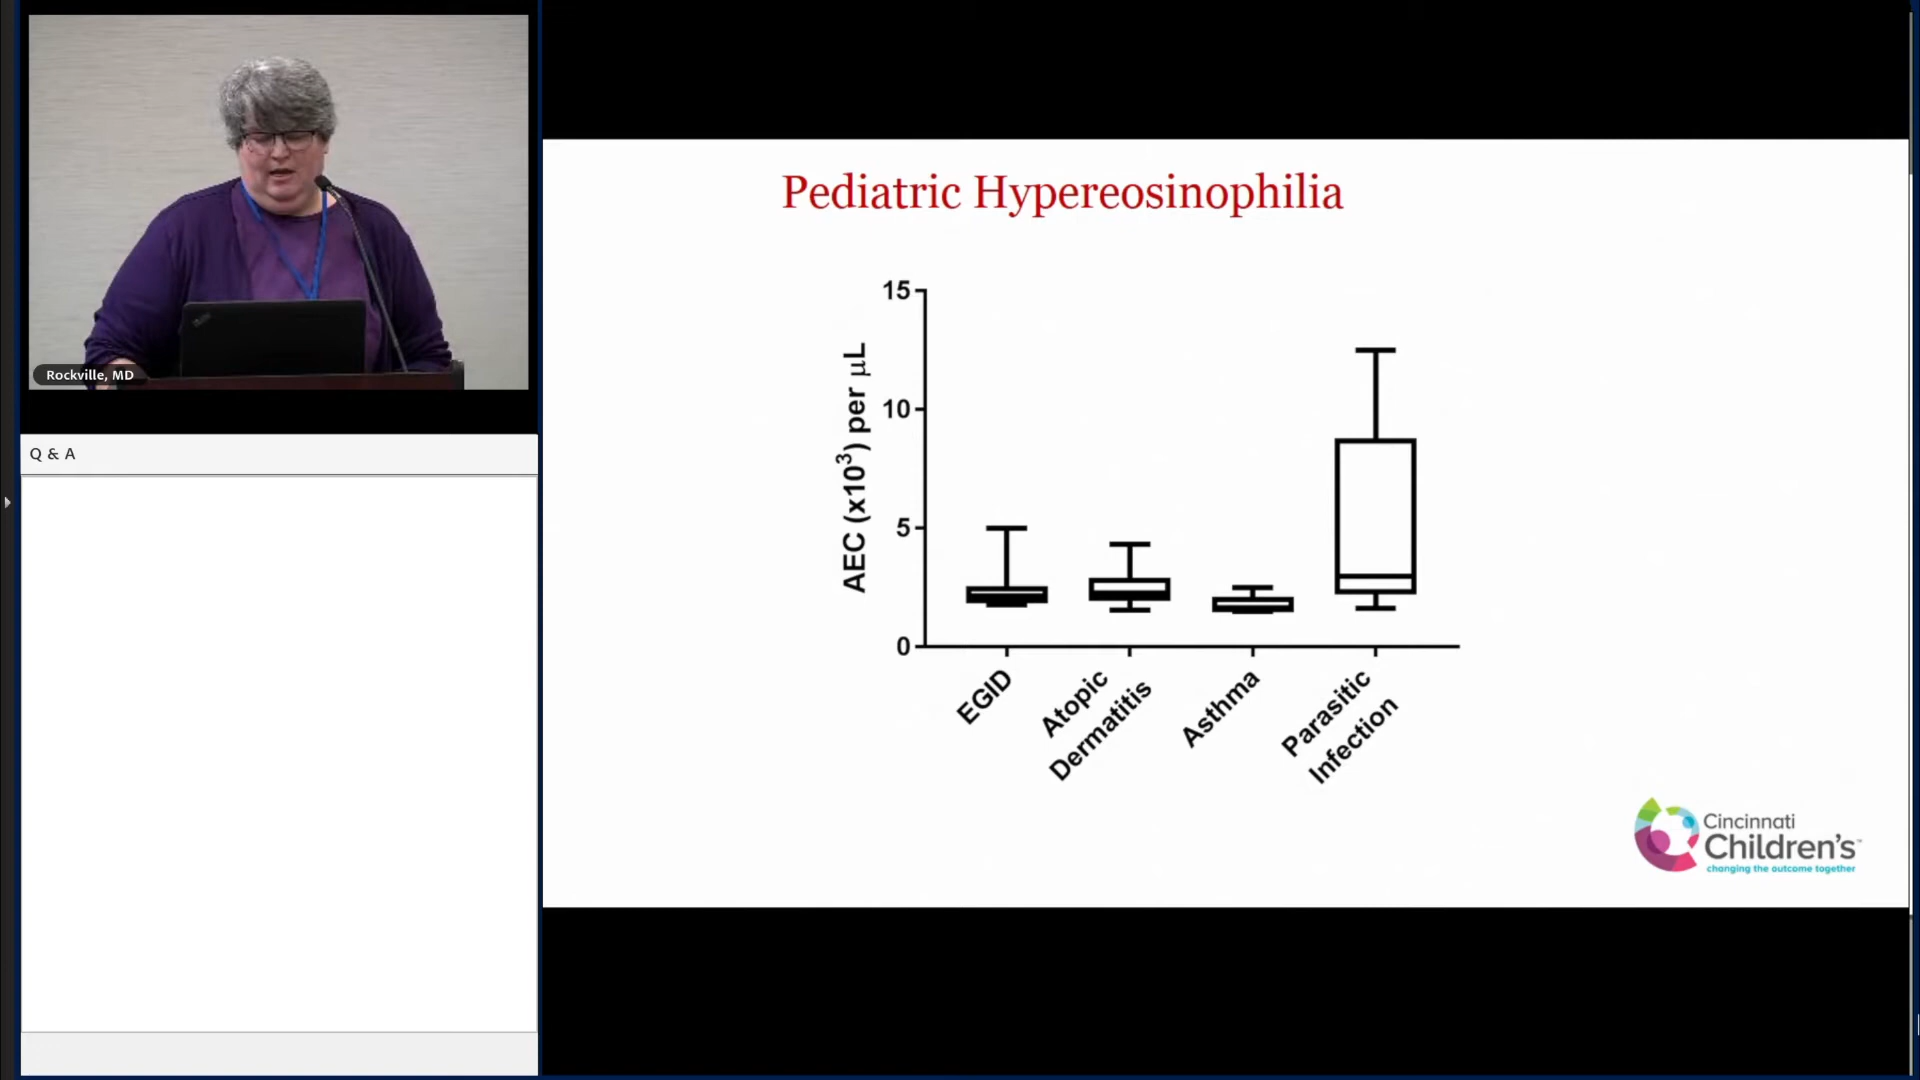 Rockville, MD
Q & A
Pediatric Hypereosinophilia
AEC (x10³) per μL
15
10
5
0
EGID
Atopic
Dermatitis
Asthma
Parasitic
Infection
Cincinnati
Children's™
changing the outcome together